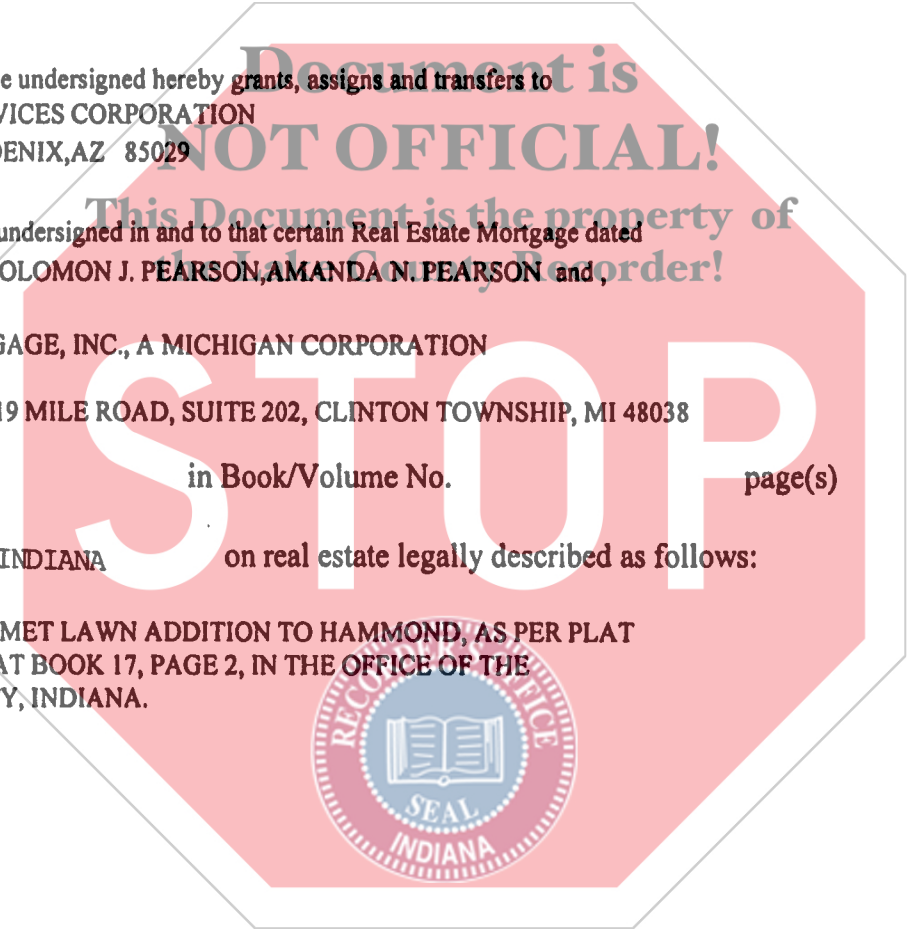 Document is
e undersigned hereby grants, assigns and transfers to
VICES CORPORATION
NOT OFFICIAL!
OENIX,AZ 85029
This Document is the property of
undersigned in and to that certain Real Estate Mortgage dated
the Lake County Recorder!
OLOMON J. PEARSON,AMANDA N. PEARSON and ,
GAGE, INC., A MICHIGAN CORPORATION
STOP
19 MILE ROAD, SUITE 202, CLINTON TOWNSHIP, MI 48038
in Book/Volume No. page(s)
INDIANA on real estate legally described as follows:
MET LAWN ADDITION TO HAMMOND, AS PER PLAT
AT BOOK 17, PAGE 2, IN THE OFFICE OF THE
Y, INDIANA.
RECORDER'S OFFICE
SEAL
INDIANA